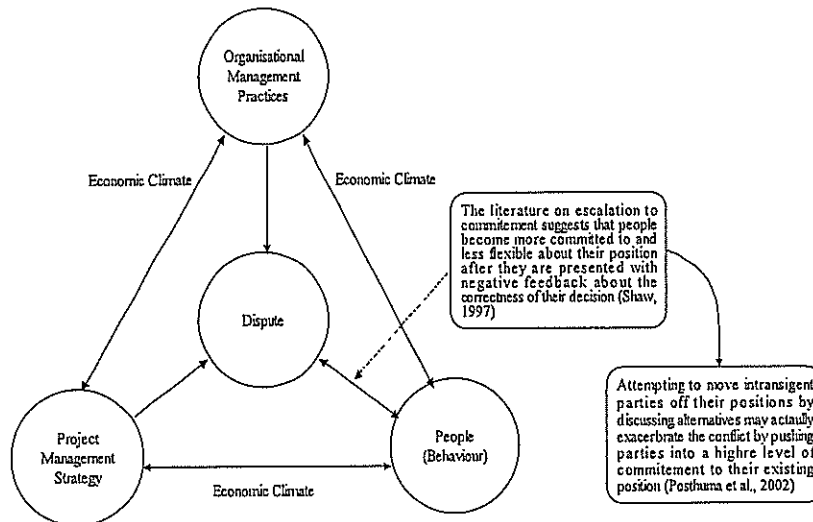 Organisational
Management
Practices
Economic Climate
Economic Climate
The literature on escalation to
commitment suggests that people
become more committed to and
less flexible about their position
after they are presented with
negative feedback about the
correctness of their decision (Shaw,
1997)
Dispute
Attempting to move intransigent
parties off their positions by
discussing alternatives may actaully
exacerbrate the conflict by pushing
parties into a highre level of
commitement to their existing
position (Posthuma et al., 2002)
Project
Management
Strategy
People
(Behaviour)
Economic Climate